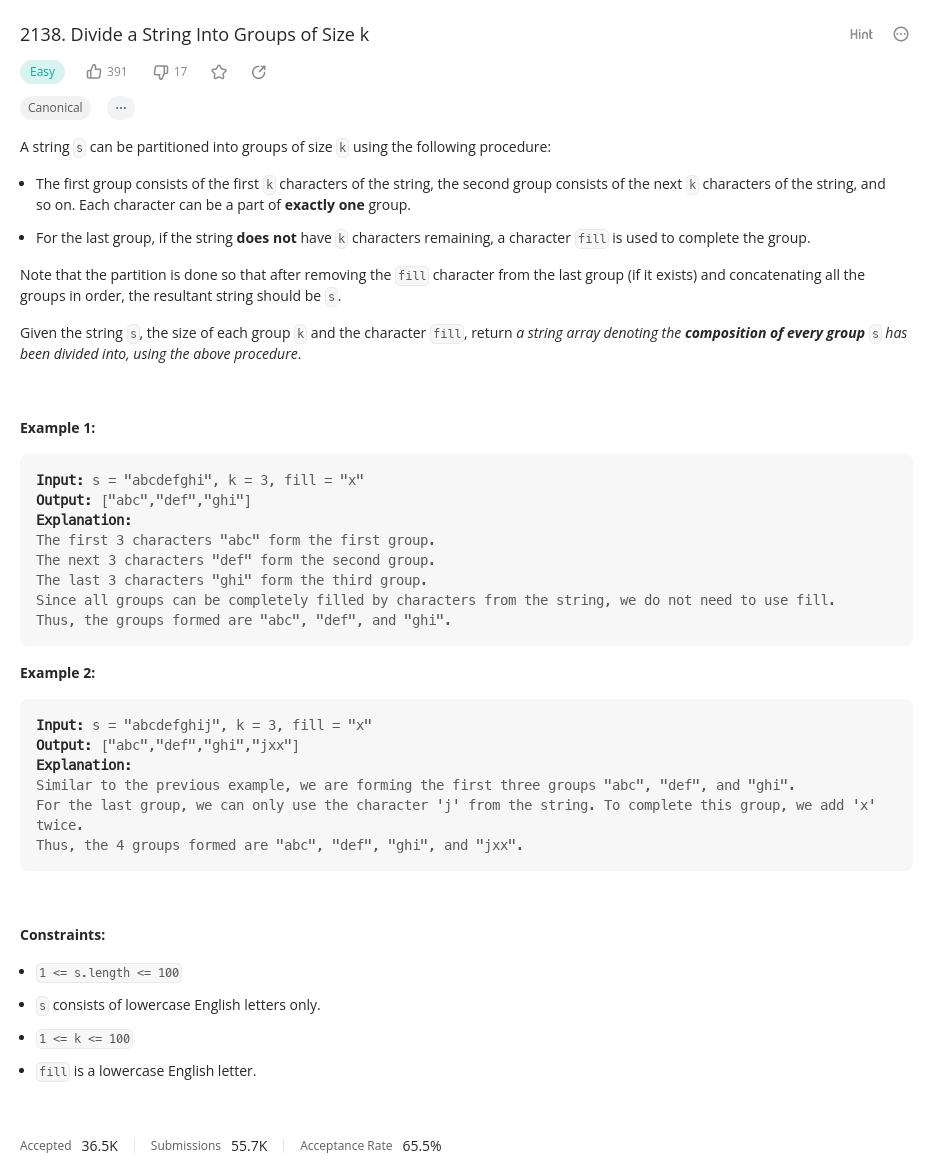 2138. Divide a String Into Groups of Size k
Hint
Easy 391 17
Canonical ...
A string s can be partitioned into groups of size k using the following procedure:
• The first group consists of the first k characters of the string, the second group consists of the next k characters of the string, and
so on. Each character can be a part of exactly one group.
• For the last group, if the string does not have k characters remaining, a character fill is used to complete the group.
Note that the partition is done so that after removing the fill character from the last group (if it exists) and concatenating all the
groups in order, the resultant string should be s.
Given the string s, the size of each group k and the character fill, return a string array denoting the composition of every group s has
been divided into, using the above procedure.
Example 1:
Input: s = "abcdefghi", k = 3, fill = "x"
Output: ["abc","def","ghi"]
Explanation:
The first 3 characters "abc" form the first group.
The next 3 characters "def" form the second group.
The last 3 characters "ghi" form the third group.
Since all groups can be completely filled by characters from the string, we do not need to use fill.
Thus, the groups formed are "abc", "def", and "ghi".
Example 2:
Input: s = "abcdefghij", k = 3, fill = "x"
Output: ["abc","def","ghi","jxx"]
Explanation:
Similar to the previous example, we are forming the first three groups "abc", "def", and "ghi".
For the last group, we can only use the character 'j' from the string. To complete this group, we add 'x'
twice.
Thus, the 4 groups formed are "abc", "def", "ghi", and "jxx".
Constraints:
• 1 <= s.length <= 100
• s consists of lowercase English letters only.
• 1 <= k <= 100
• fill is a lowercase English letter.
Accepted 36.5K Submissions 55.7K Acceptance Rate 65.5%